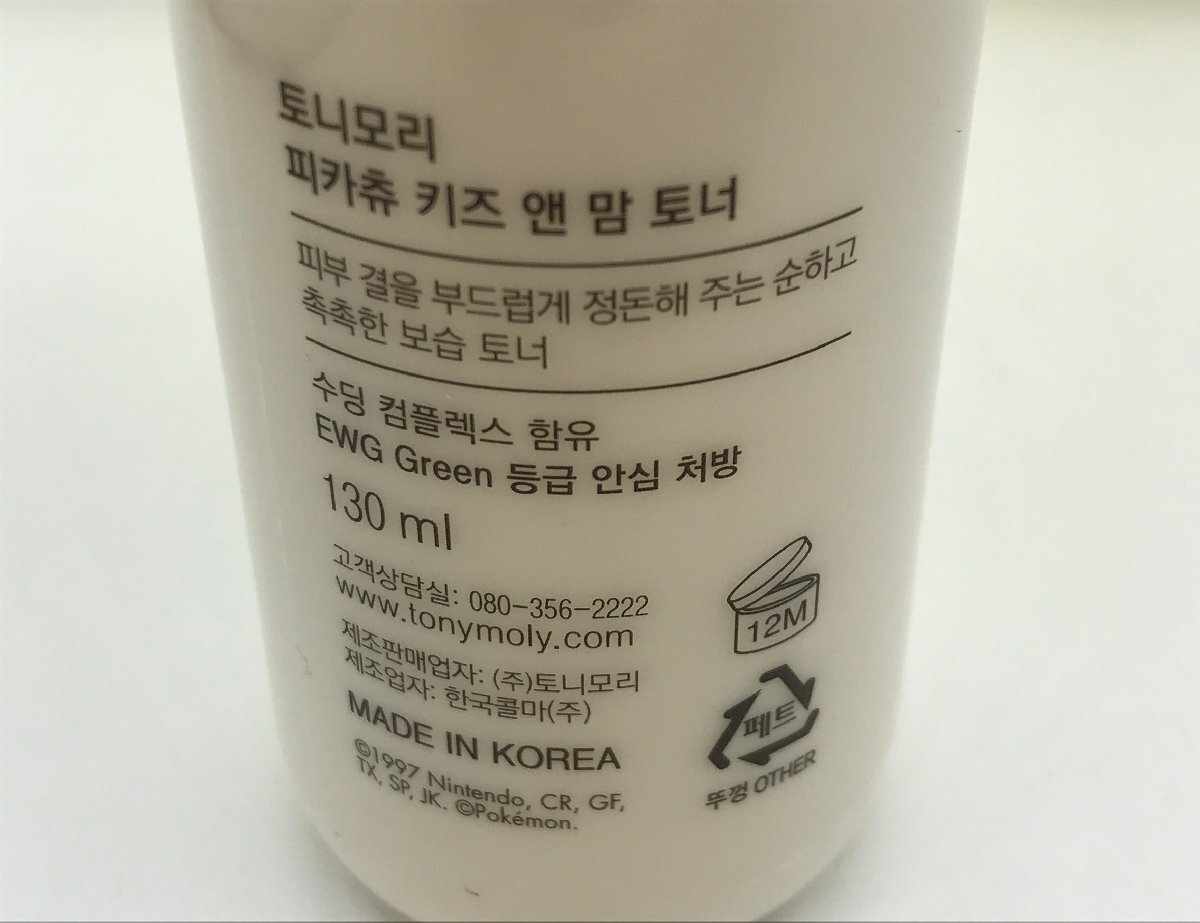 토니모리
피카츄 키즈 앤 맘 토너
피부 결을 부드럽게 정돈해 주는 순하고
촉촉한 보습 토너
수딩 컴플렉스 함유
EWG Green 등급 안심 처방
130 ml
고객상담실: 080-356-2222
www.tonymoly.com
제조판매업자: (주)토니모리
제조업자: 한국콜마(주)
MADE IN KOREA
©1997 Nintendo, CR, GF,
TX, SP, JK. ©Pokémon.
12M
페트
뚜껑 OTHER